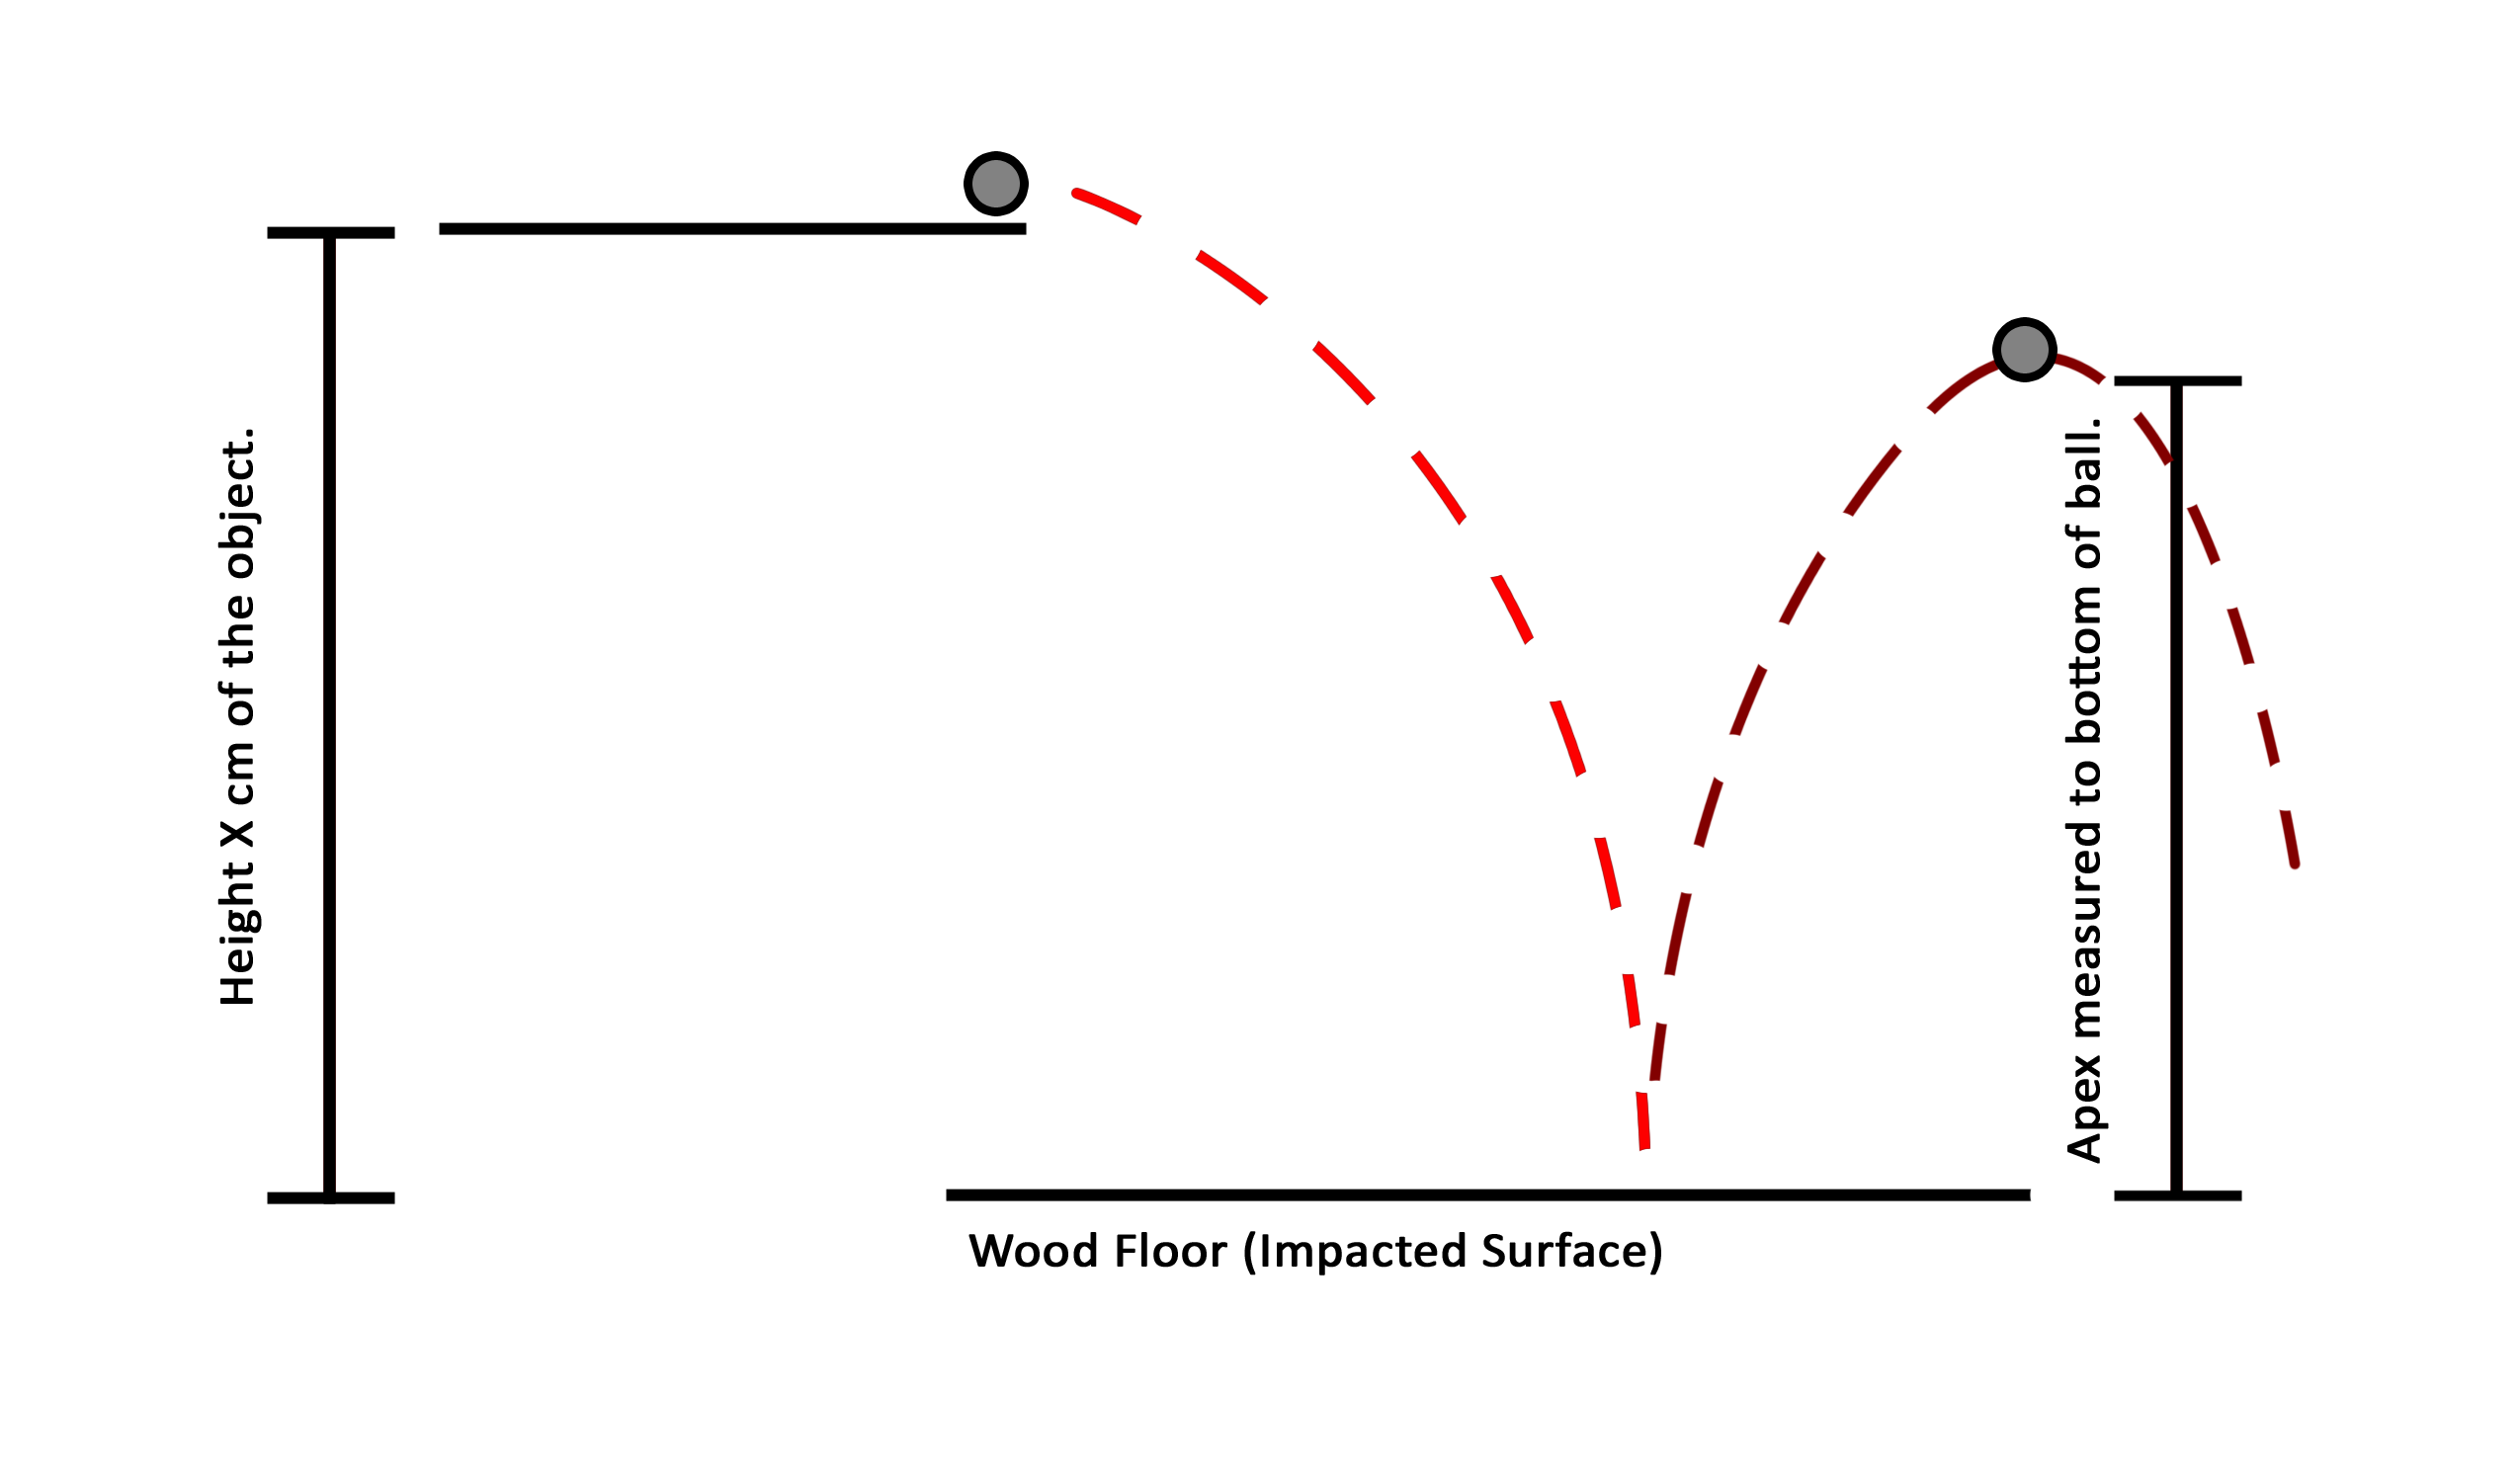 Height X cm of the object.
Apex measured to bottom of ball.
Wood Floor (Impacted Surface)